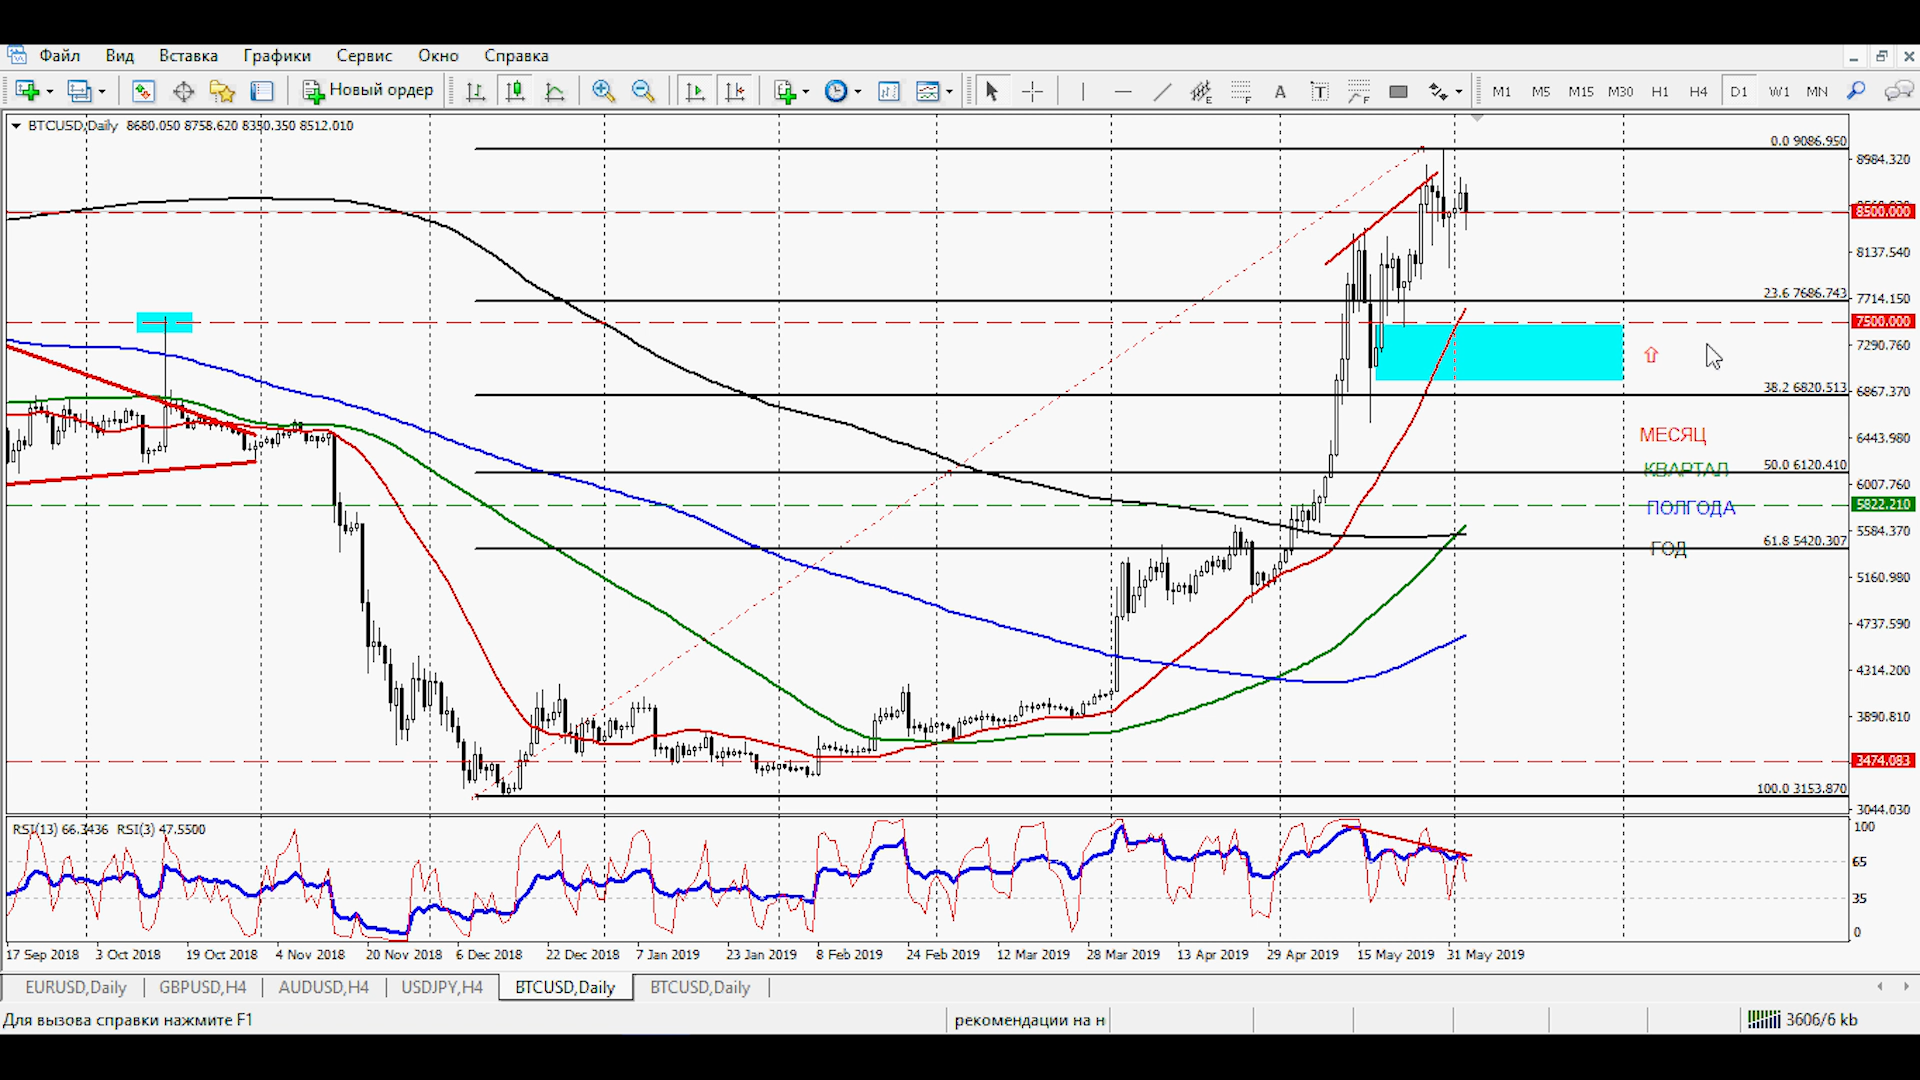 Файл Вид Вставка Графики Сервис Окно Справка
Новый ордер A T M1 M5 M15 M30 H1 H4 D1 W1 MN
BTCUSD,Daily 8680.050 8758.620 8350.350 8512.010
0.0 9086.950
8984.320
8500.000
8137.540
23.6 7686.743
7714.150
7500.000
7290.760
38.2 6820.513
6867.370
МЕСЯЦ
6443.980
КВАРТАЛ
50.0 6120.410
6007.760
5822.210
ПОЛГОДА
5584.370
61.8 5420.307
ГОД
5160.980
4737.590
4314.200
3890.810
3474.083
100.0 3153.870
3044.030
RSI(13) 66.3436 RSI(3) 47.5500
100
65
35
0
17 Sep 2018 3 Oct 2018 19 Oct 2018 4 Nov 2018 20 Nov 2018 6 Dec 2018 22 Dec 2018 7 Jan 2019 23 Jan 2019 8 Feb 2019 24 Feb 2019 12 Mar 2019 28 Mar 2019 13 Apr 2019 29 Apr 2019 15 May 2019 31 May 2019
EURUSD,Daily GBPUSD,H4 AUDUSD,H4 USDJPY,H4 BTCUSD,Daily BTCUSD,Daily
Для вызова справки нажмите F1 рекомендации на н 3606/6 kb